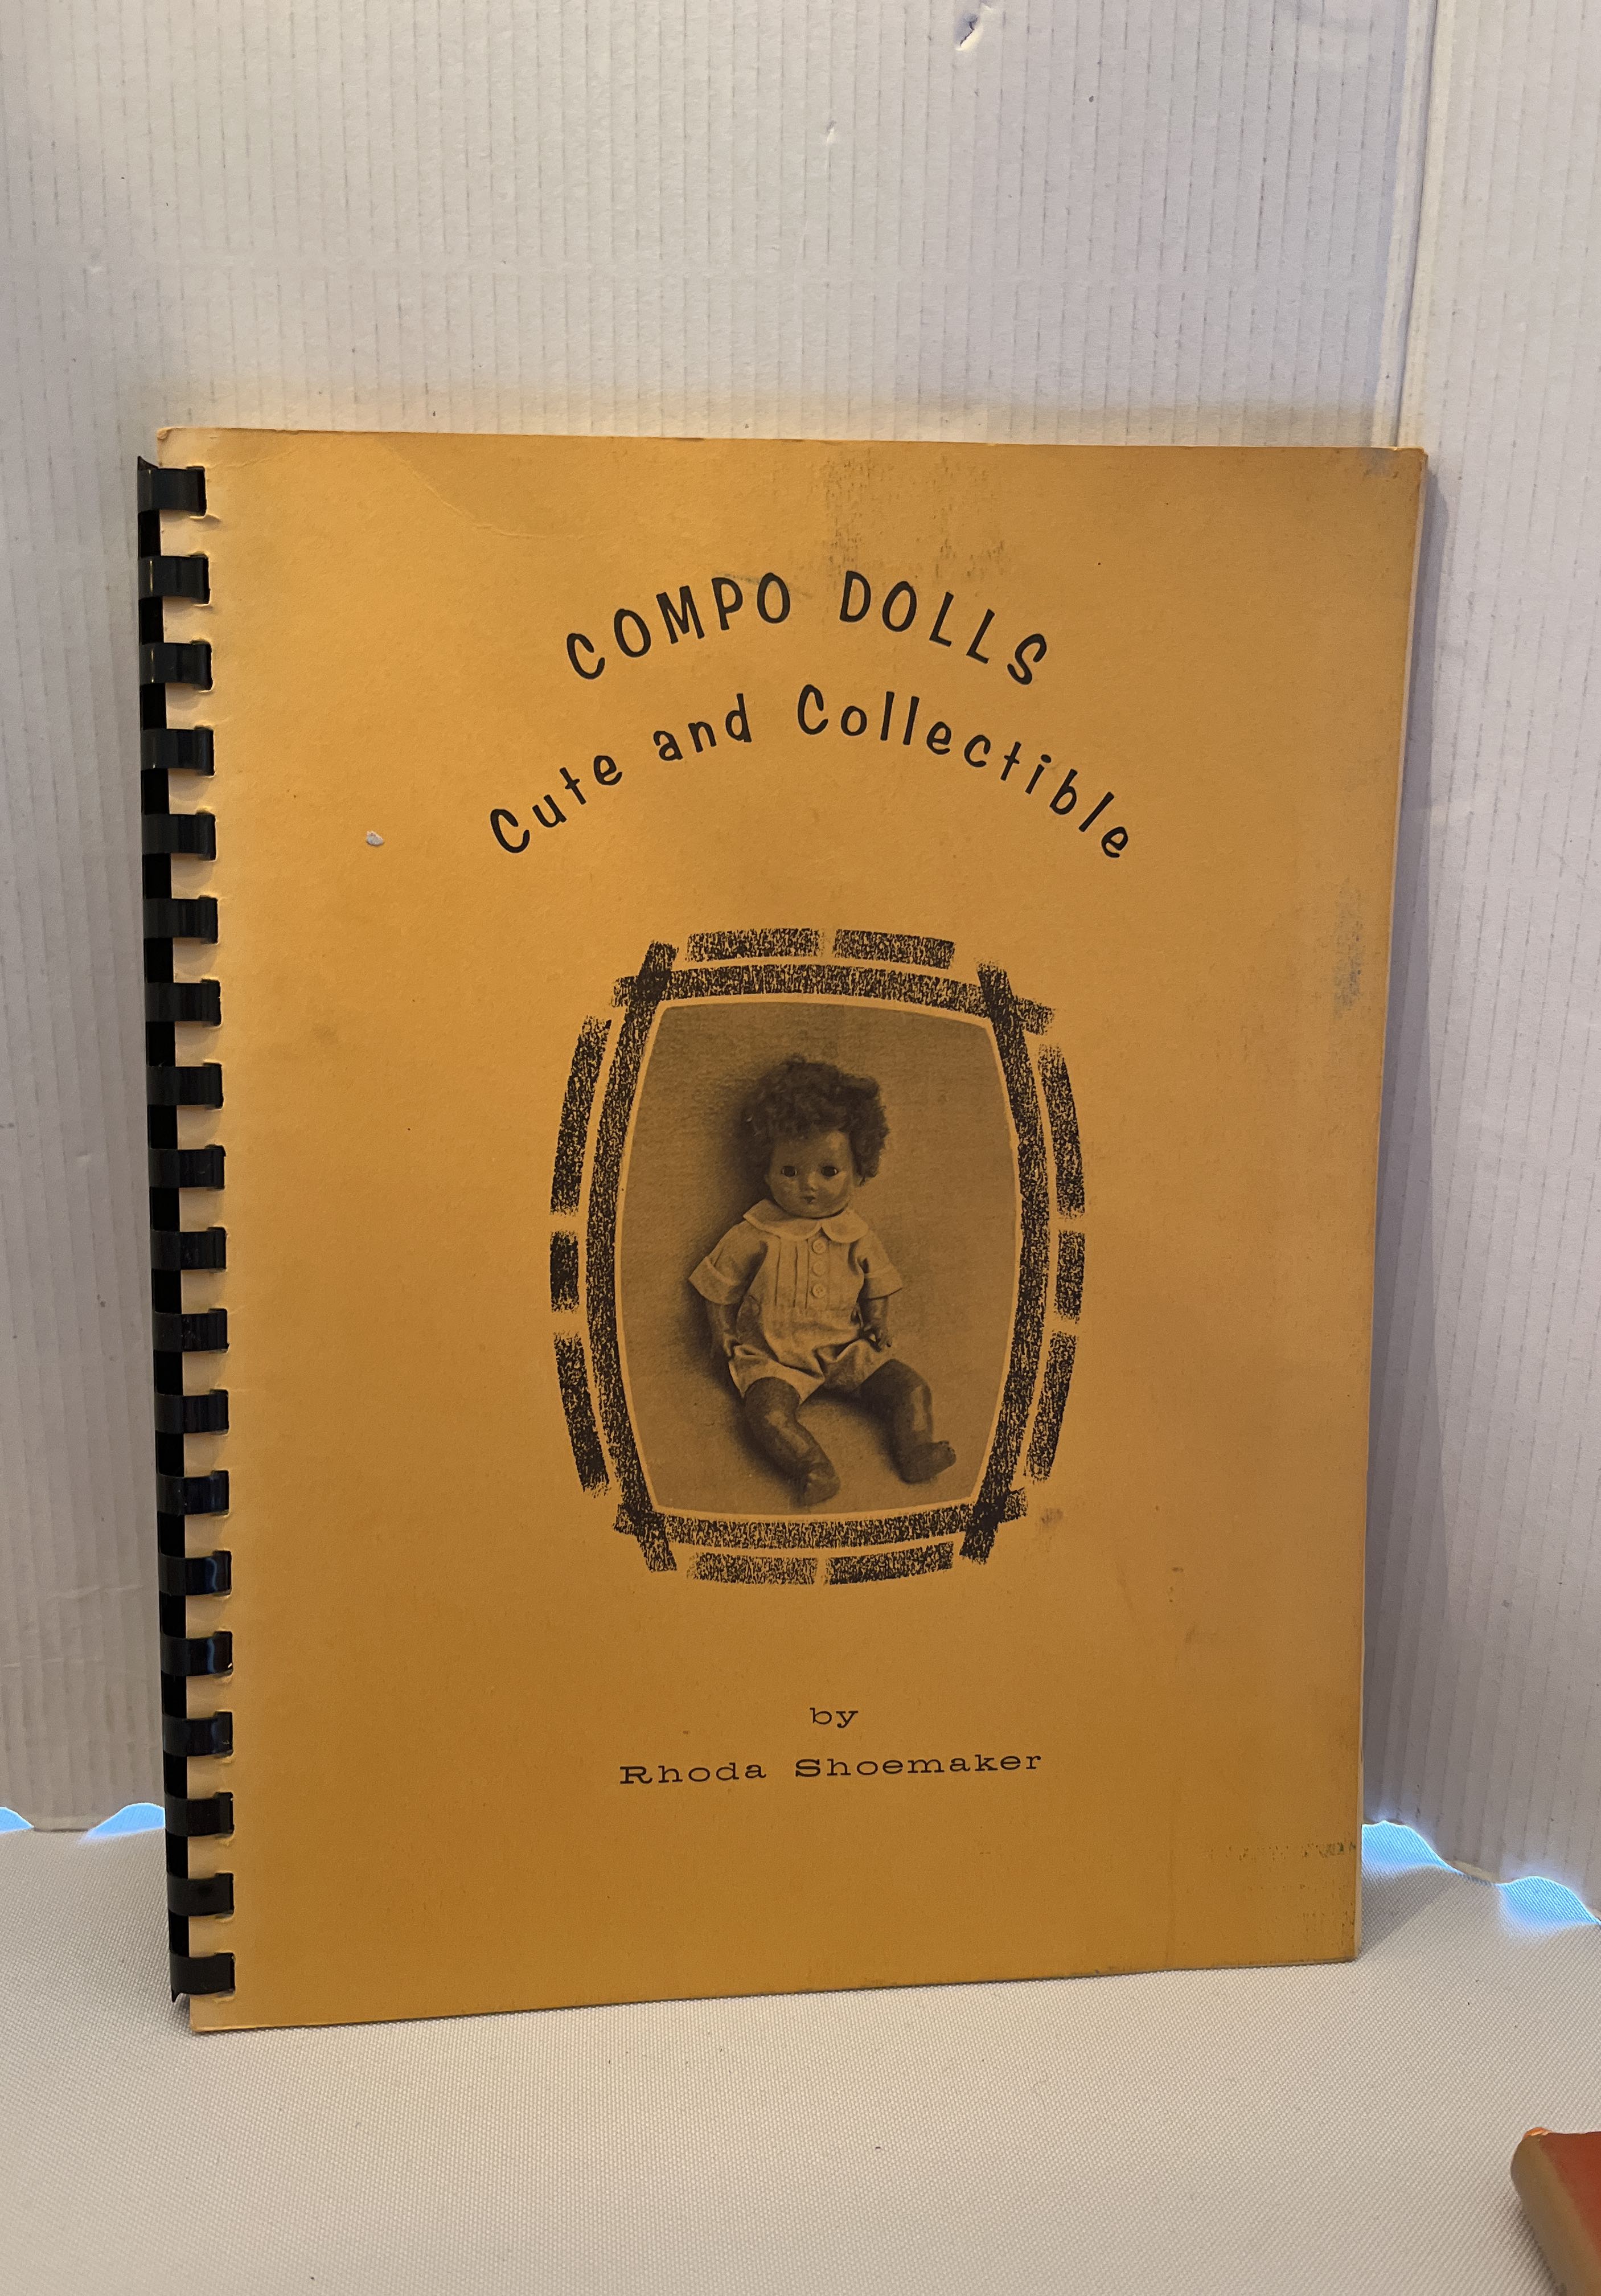 COMPO DOLLS
Cute and Collectible
by
Rhoda Shoemaker